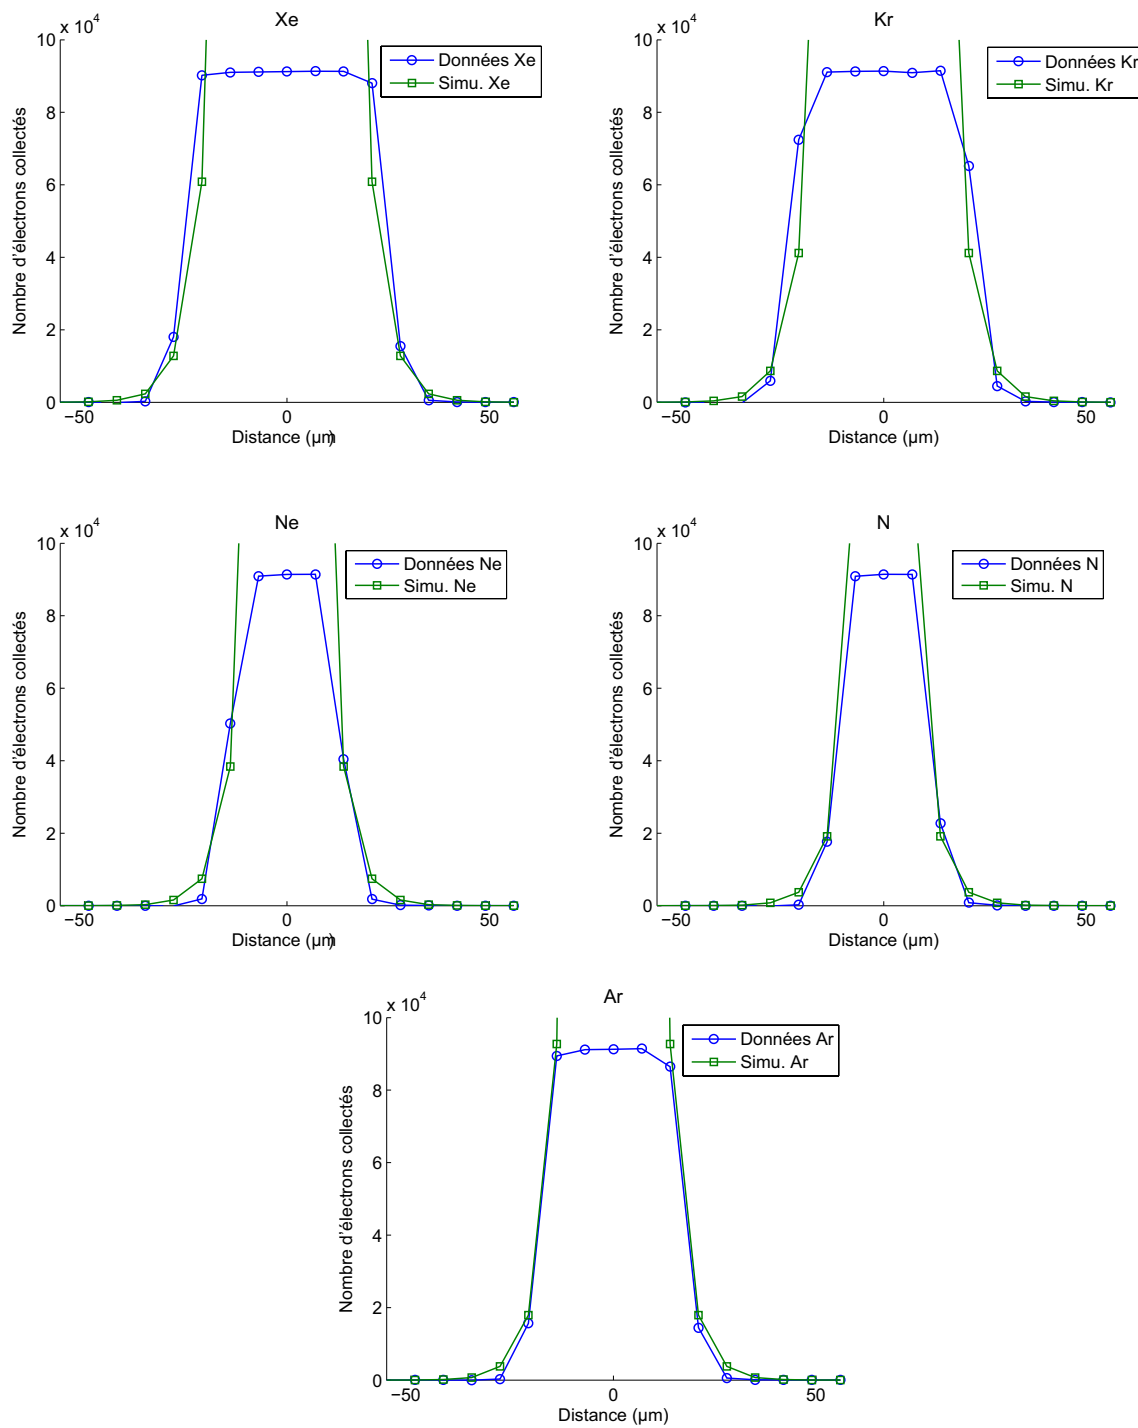 Xe
x 10^4
Données Xe
Simu. Xe
10
8
6
4
2
0
−50
0
50
Nombre d'électrons collectés
Distance (µm)
Kr
x 10^4
Données Kr
Simu. Kr
10
8
6
4
2
0
−50
0
50
Nombre d'électrons collectés
Distance (µm)
Ne
x 10^4
Données Ne
Simu. Ne
10
8
6
4
2
0
−50
0
50
Nombre d'électrons collectés
Distance (µm)
N
x 10^4
Données N
Simu. N
10
8
6
4
2
0
−50
0
50
Nombre d'électrons collectés
Distance (µm)
Ar
x 10^4
Données Ar
Simu. Ar
10
8
6
4
2
0
−50
0
50
Nombre d'électrons collectés
Distance (µm)